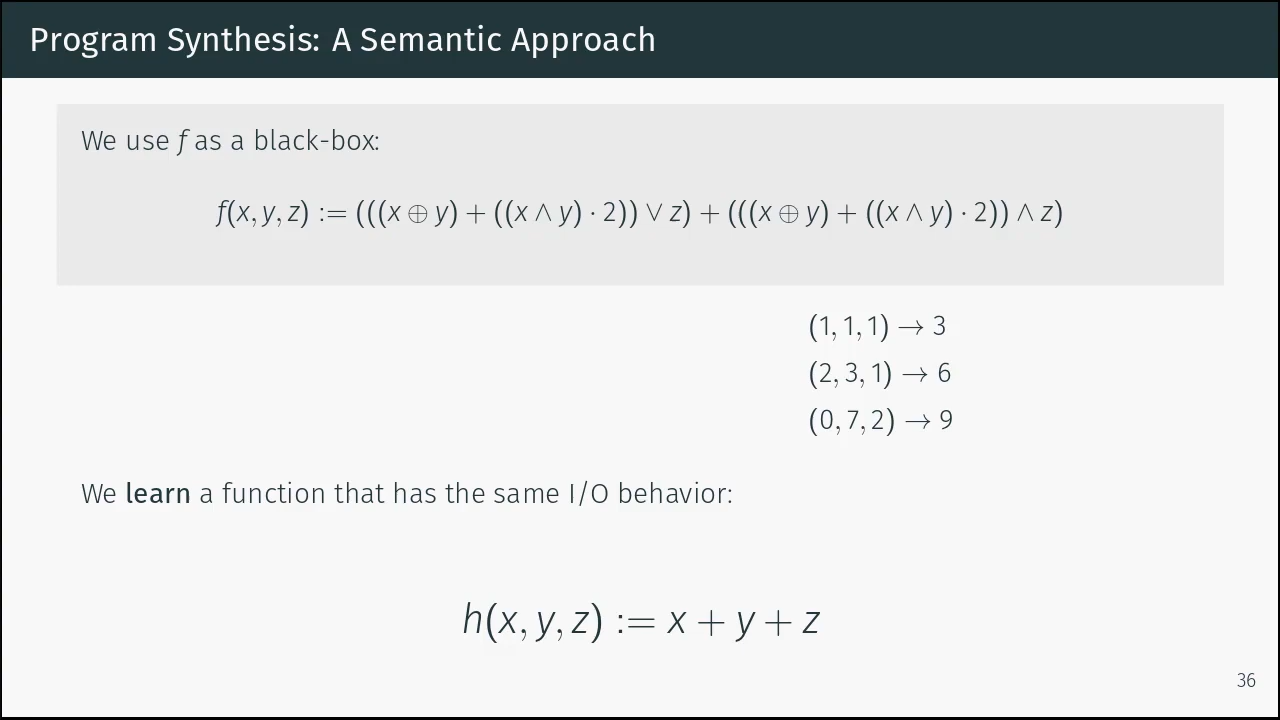 Program Synthesis: A Semantic Approach
We use f as a black-box:
f(x, y, z) := (((x ⊕ y) + ((x ∧ y) · 2)) ∨ z) + (((x ⊕ y) + ((x ∧ y) · 2)) ∧ z)
(1, 1, 1) → 3
(2, 3, 1) → 6
(0, 7, 2) → 9
We learn a function that has the same I/O behavior:
h(x, y, z) := x + y + z
36